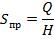 Sпр = Q/H